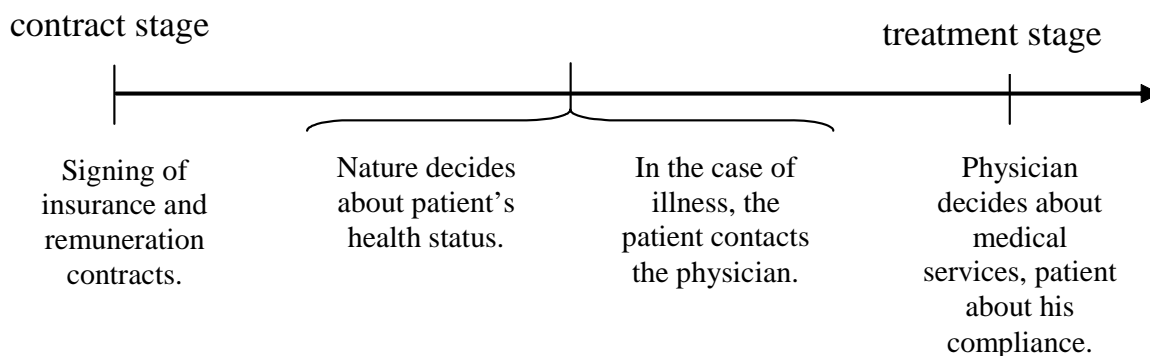 contract stage
treatment stage
Signing of
insurance and
remuneration
contracts.
Nature decides
about patient’s
health status.
In the case of
illness, the
patient contacts
the physician.
Physician
decides about
medical
services, patient
about his
compliance.